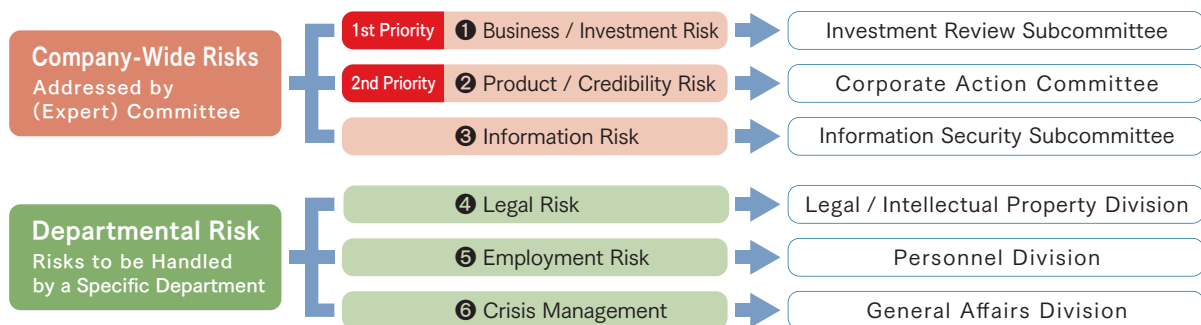 Company-Wide Risks
Addressed by
(Expert) Committee
1st Priority ❶ Business / Investment Risk
Investment Review Subcommittee
2nd Priority ❷ Product / Credibility Risk
Corporate Action Committee
❸ Information Risk
Information Security Subcommittee
Departmental Risk
Risks to be Handled
by a Specific Department
❹ Legal Risk
Legal / Intellectual Property Division
❺ Employment Risk
Personnel Division
❻ Crisis Management
General Affairs Division